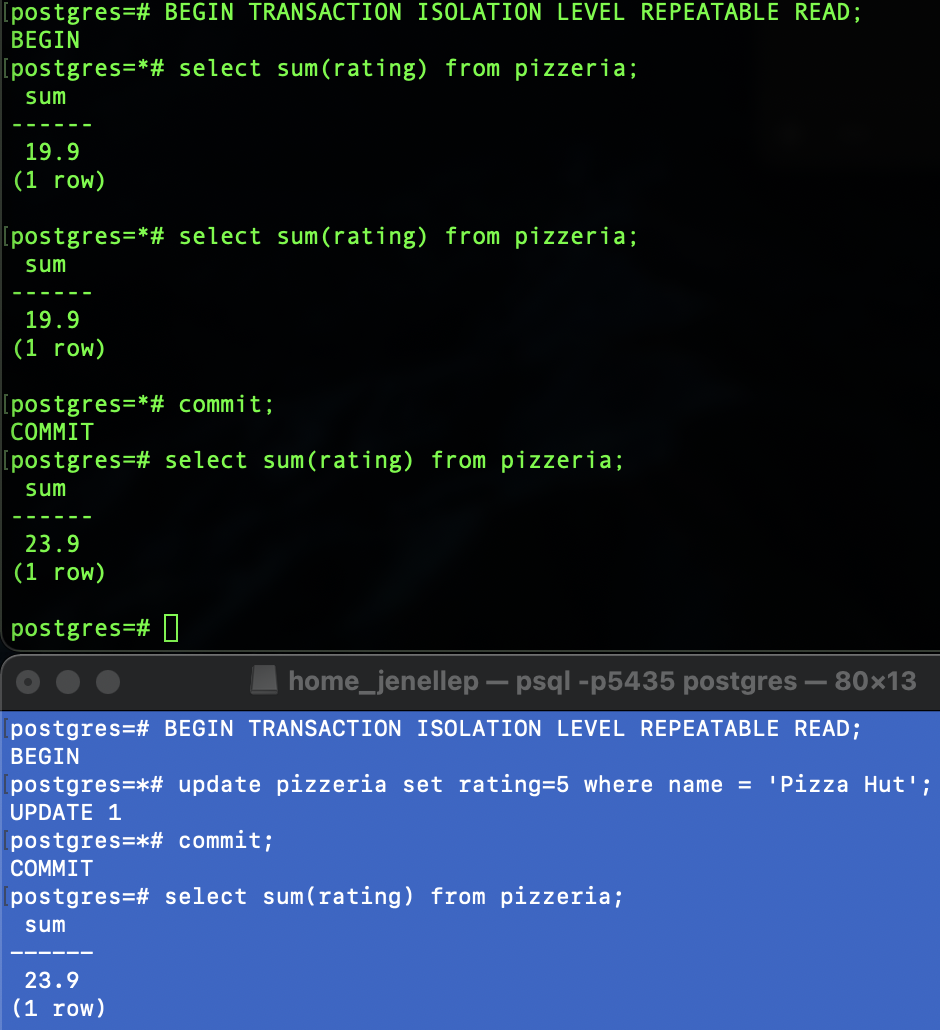 postgres=# BEGIN TRANSACTION ISOLATION LEVEL REPEATABLE READ;
BEGIN
postgres=*# select sum(rating) from pizzeria;
 sum
------
 19.9
(1 row)

postgres=*# select sum(rating) from pizzeria;
 sum
------
 19.9
(1 row)

postgres=*# commit;
COMMIT
postgres=# select sum(rating) from pizzeria;
 sum
------
 23.9
(1 row)

postgres=#
home_jenellep — psql -p5435 postgres — 80×13
postgres=# BEGIN TRANSACTION ISOLATION LEVEL REPEATABLE READ;
BEGIN
postgres=*# update pizzeria set rating=5 where name = 'Pizza Hut';
UPDATE 1
postgres=*# commit;
COMMIT
postgres=# select sum(rating) from pizzeria;
 sum
------
 23.9
(1 row)